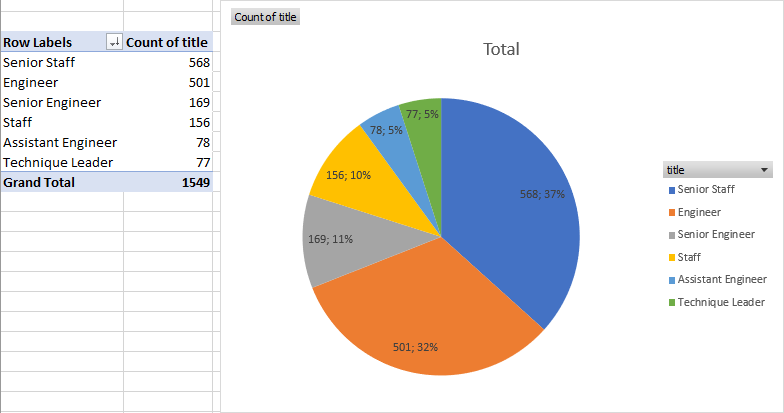 Count of title
Row Labels Count of title
Senior Staff 568
Engineer 501
Senior Engineer 169
Staff 156
Assistant Engineer 78
Technique Leader 77
Grand Total 1549
Total
77; 5%
78; 5%
156; 10%
568; 37%
169; 11%
501; 32%
title
Senior Staff
Engineer
Senior Engineer
Staff
Assistant Engineer
Technique Leader